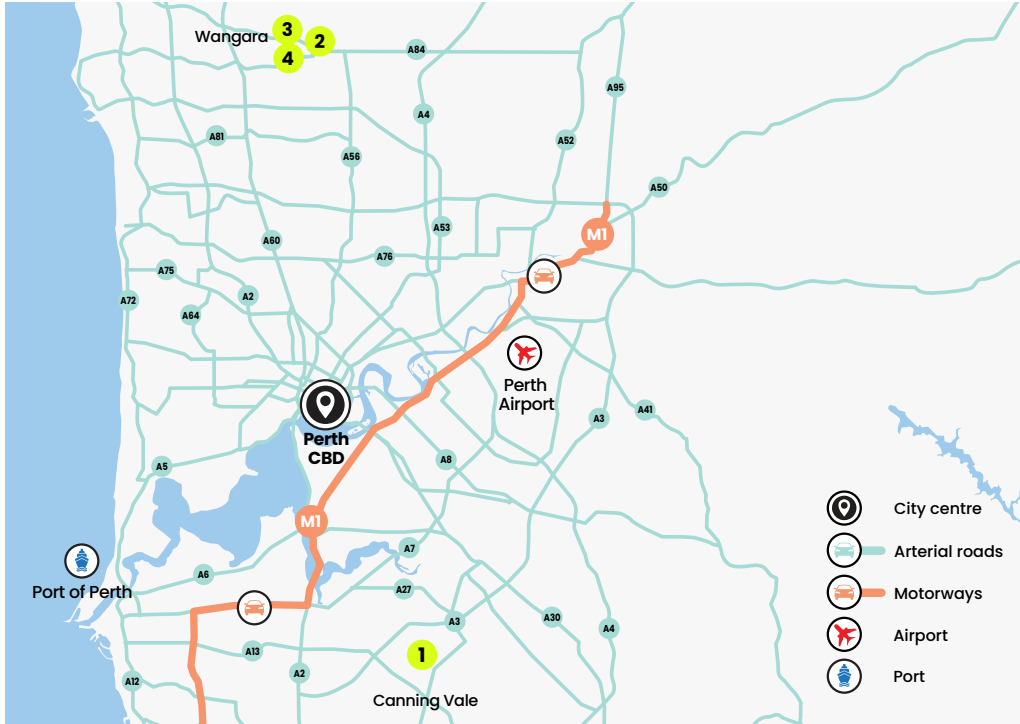 3
Wangara
2
4
A84
A95
A4
A81
A52
A56
A50
A53
A60
M1
A76
A75
A2
A72
A64
Perth
Airport
A41
A3
Perth
CBD
A8
A5
City centre
M1
A7
Arterial roads
A6
Port of Perth
A27
Motorways
A3
A30
A4
Airport
A13
1
A2
A12
Port
Canning Vale